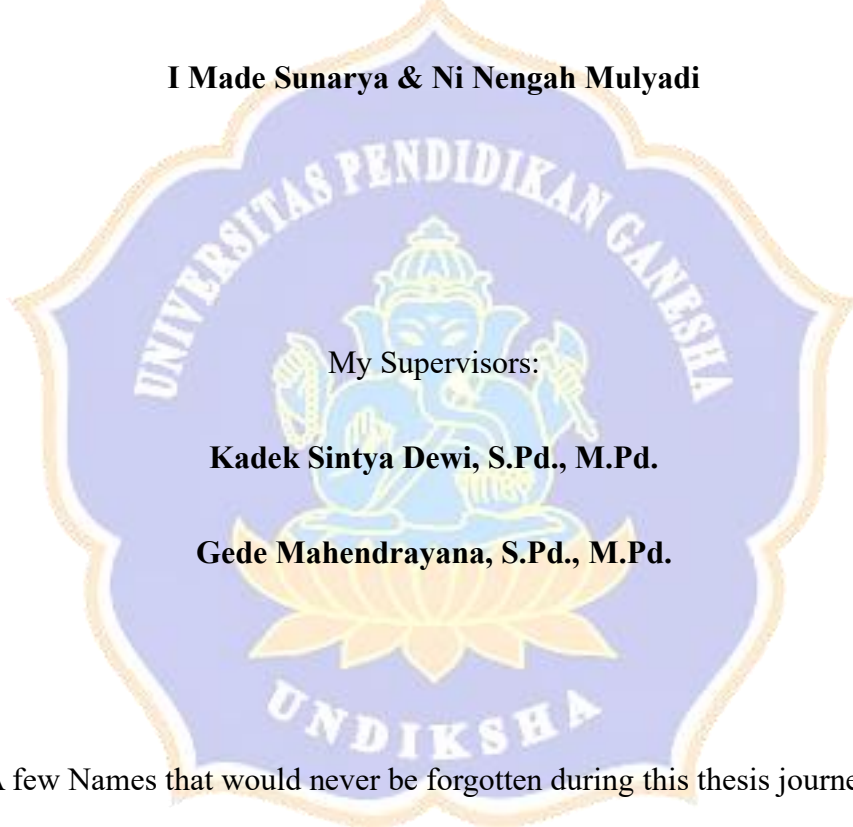 I Made Sunarya & Ni Nengah Mulyadi
UNIVERSITAS PENDIDIKAN GANESHA
My Supervisors:
Kadek Sintya Dewi, S.Pd., M.Pd.
Gede Mahendrayana, S.Pd., M.Pd.
UNDIKSHA
few Names that would never be forgotten during this thesis